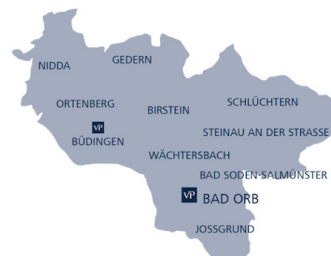 GEDERN
NIDDA
ORTENBERG
BIRSTEIN
SCHLÜCHTERN
VP
BÜDINGEN
STEINAU AN DER STRASSE
WÄCHTERSBACH
BAD SODEN-SALMÜNSTER
VP BAD ORB
JOSSGRUND